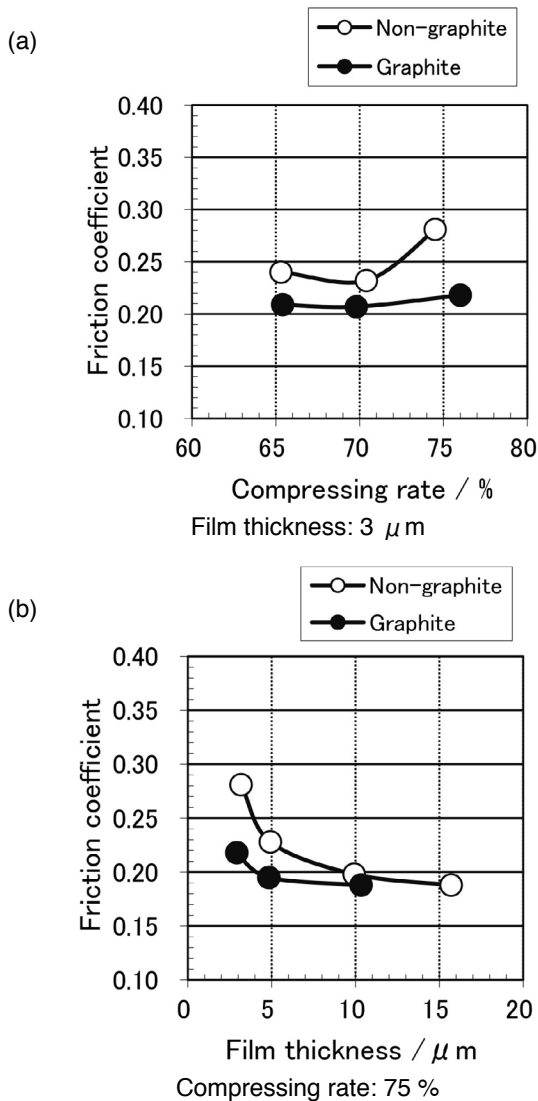 (a)
Non-graphite
Graphite
0.40
0.35
0.30
0.25
0.20
0.15
0.10
Friction coefficient
60 65 70 75 80
Compressing rate / %
Film thickness: 3 μm
(b)
Non-graphite
Graphite
0.40
0.35
0.30
0.25
0.20
0.15
0.10
Friction coefficient
0 5 10 15 20
Film thickness / μm
Compressing rate: 75 %